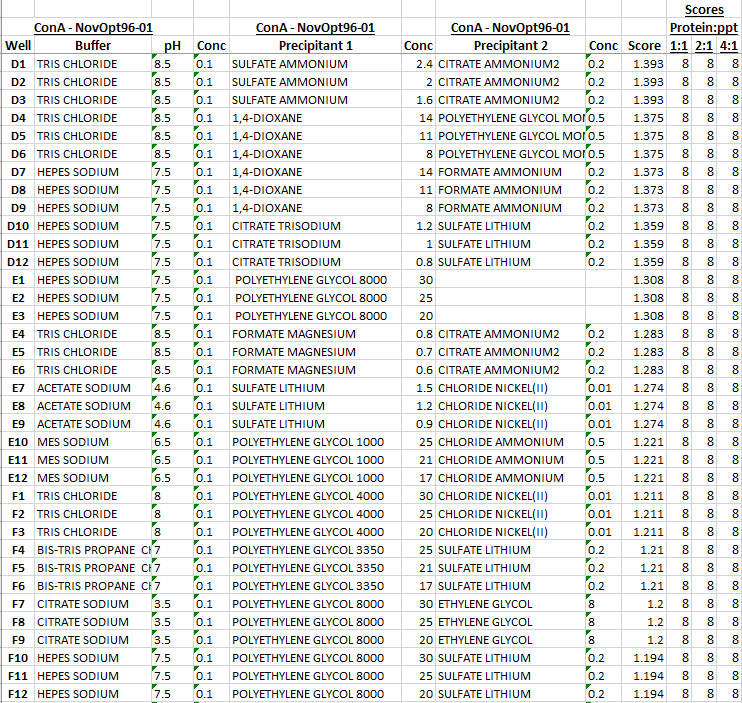 Scores
ConA - NovOpt96-01 ConA - NovOpt96-01 ConA - NovOpt96-01 Protein:ppt
Well Buffer pH Conc Precipitant 1 Conc Precipitant 2 Conc Score 1:1 2:1 4:1
D1 TRIS CHLORIDE 8.5 0.1 SULFATE AMMONIUM 2.4 CITRATE AMMONIUM2 0.2 1.393 8 8 8
D2 TRIS CHLORIDE 8.5 0.1 SULFATE AMMONIUM 2 CITRATE AMMONIUM2 0.2 1.393 8 8 8
D3 TRIS CHLORIDE 8.5 0.1 SULFATE AMMONIUM 1.6 CITRATE AMMONIUM2 0.2 1.393 8 8 8
D4 TRIS CHLORIDE 8.5 0.1 1,4-DIOXANE 14 POLYETHYLENE GLYCOL MO 0.5 1.375 8 8 8
D5 TRIS CHLORIDE 8.5 0.1 1,4-DIOXANE 11 POLYETHYLENE GLYCOL MO 0.5 1.375 8 8 8
D6 TRIS CHLORIDE 8.5 0.1 1,4-DIOXANE 8 POLYETHYLENE GLYCOL MO 0.5 1.375 8 8 8
D7 HEPES SODIUM 7.5 0.1 1,4-DIOXANE 14 FORMATE AMMONIUM 0.2 1.373 8 8 8
D8 HEPES SODIUM 7.5 0.1 1,4-DIOXANE 11 FORMATE AMMONIUM 0.2 1.373 8 8 8
D9 HEPES SODIUM 7.5 0.1 1,4-DIOXANE 8 FORMATE AMMONIUM 0.2 1.373 8 8 8
D10 HEPES SODIUM 7.5 0.1 CITRATE TRISODIUM 1.2 SULFATE LITHIUM 0.2 1.359 8 8 8
D11 HEPES SODIUM 7.5 0.1 CITRATE TRISODIUM 1 SULFATE LITHIUM 0.2 1.359 8 8 8
D12 HEPES SODIUM 7.5 0.1 CITRATE TRISODIUM 0.8 SULFATE LITHIUM 0.2 1.359 8 8 8
E1 HEPES SODIUM 7.5 0.1 POLYETHYLENE GLYCOL 8000 30 1.308 8 8 8
E2 HEPES SODIUM 7.5 0.1 POLYETHYLENE GLYCOL 8000 25 1.308 8 8 8
E3 HEPES SODIUM 7.5 0.1 POLYETHYLENE GLYCOL 8000 20 1.308 8 8 8
E4 TRIS CHLORIDE 8.5 0.1 FORMATE MAGNESIUM 0.8 CITRATE AMMONIUM2 0.2 1.283 8 8 8
E5 TRIS CHLORIDE 8.5 0.1 FORMATE MAGNESIUM 0.7 CITRATE AMMONIUM2 0.2 1.283 8 8 8
E6 TRIS CHLORIDE 8.5 0.1 FORMATE MAGNESIUM 0.6 CITRATE AMMONIUM2 0.2 1.283 8 8 8
E7 ACETATE SODIUM 4.6 0.1 SULFATE LITHIUM 1.5 CHLORIDE NICKEL(II) 0.01 1.274 8 8 8
E8 ACETATE SODIUM 4.6 0.1 SULFATE LITHIUM 1.2 CHLORIDE NICKEL(II) 0.01 1.274 8 8 8
E9 ACETATE SODIUM 4.6 0.1 SULFATE LITHIUM 0.9 CHLORIDE NICKEL(II) 0.01 1.274 8 8 8
E10 MES SODIUM 6.5 0.1 POLYETHYLENE GLYCOL 1000 25 CHLORIDE AMMONIUM 0.5 1.221 8 8 8
E11 MES SODIUM 6.5 0.1 POLYETHYLENE GLYCOL 1000 21 CHLORIDE AMMONIUM 0.5 1.221 8 8 8
E12 MES SODIUM 6.5 0.1 POLYETHYLENE GLYCOL 1000 17 CHLORIDE AMMONIUM 0.5 1.221 8 8 8
F1 TRIS CHLORIDE 8 0.1 POLYETHYLENE GLYCOL 4000 30 CHLORIDE NICKEL(II) 0.01 1.211 8 8 8
F2 TRIS CHLORIDE 8 0.1 POLYETHYLENE GLYCOL 4000 25 CHLORIDE NICKEL(II) 0.01 1.211 8 8 8
F3 TRIS CHLORIDE 8 0.1 POLYETHYLENE GLYCOL 4000 20 CHLORIDE NICKEL(II) 0.01 1.211 8 8 8
F4 BIS-TRIS PROPANE CH 7 0.1 POLYETHYLENE GLYCOL 3350 25 SULFATE LITHIUM 0.2 1.21 8 8 8
F5 BIS-TRIS PROPANE CH 7 0.1 POLYETHYLENE GLYCOL 3350 21 SULFATE LITHIUM 0.2 1.21 8 8 8
F6 BIS-TRIS PROPANE CH 7 0.1 POLYETHYLENE GLYCOL 3350 17 SULFATE LITHIUM 0.2 1.21 8 8 8
F7 CITRATE SODIUM 3.5 0.1 POLYETHYLENE GLYCOL 8000 30 ETHYLENE GLYCOL 8 1.2 8 8 8
F8 CITRATE SODIUM 3.5 0.1 POLYETHYLENE GLYCOL 8000 25 ETHYLENE GLYCOL 8 1.2 8 8 8
F9 CITRATE SODIUM 3.5 0.1 POLYETHYLENE GLYCOL 8000 20 ETHYLENE GLYCOL 8 1.2 8 8 8
F10 HEPES SODIUM 7.5 0.1 POLYETHYLENE GLYCOL 8000 30 SULFATE LITHIUM 0.2 1.194 8 8 8
F11 HEPES SODIUM 7.5 0.1 POLYETHYLENE GLYCOL 8000 25 SULFATE LITHIUM 0.2 1.194 8 8 8
F12 HEPES SODIUM 7.5 0.1 POLYETHYLENE GLYCOL 8000 20 SULFATE LITHIUM 0.2 1.194 8 8 8